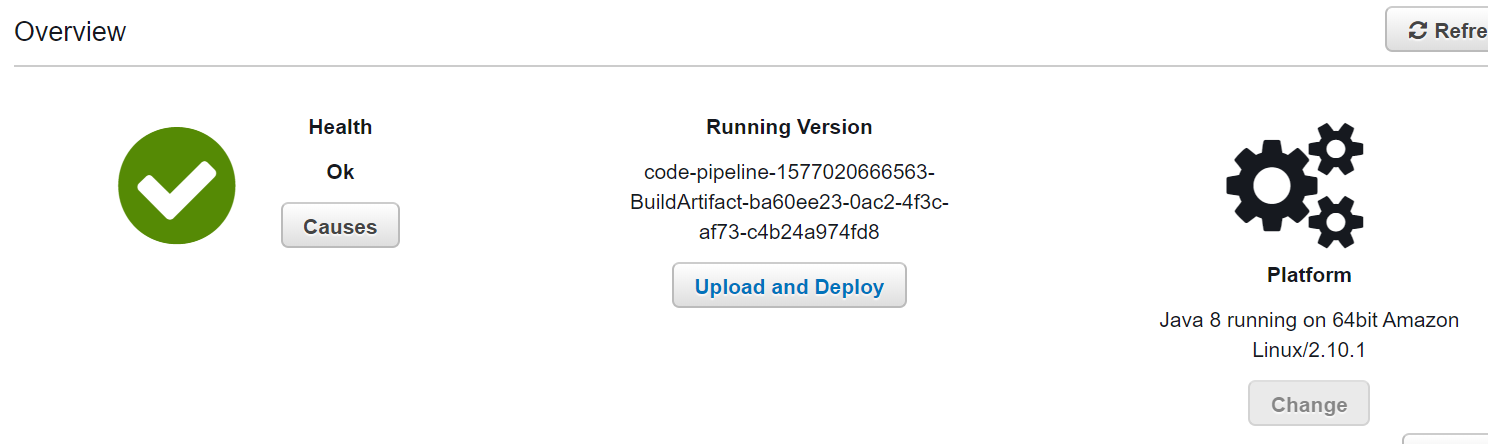 Overview
Refre
Health
Ok
Causes
Running Version
code-pipeline-1577020666563-
BuildArtifact-ba60ee23-0ac2-4f3c-
af73-c4b24a974fd8
Upload and Deploy
Platform
Java 8 running on 64bit Amazon
Linux/2.10.1
Change